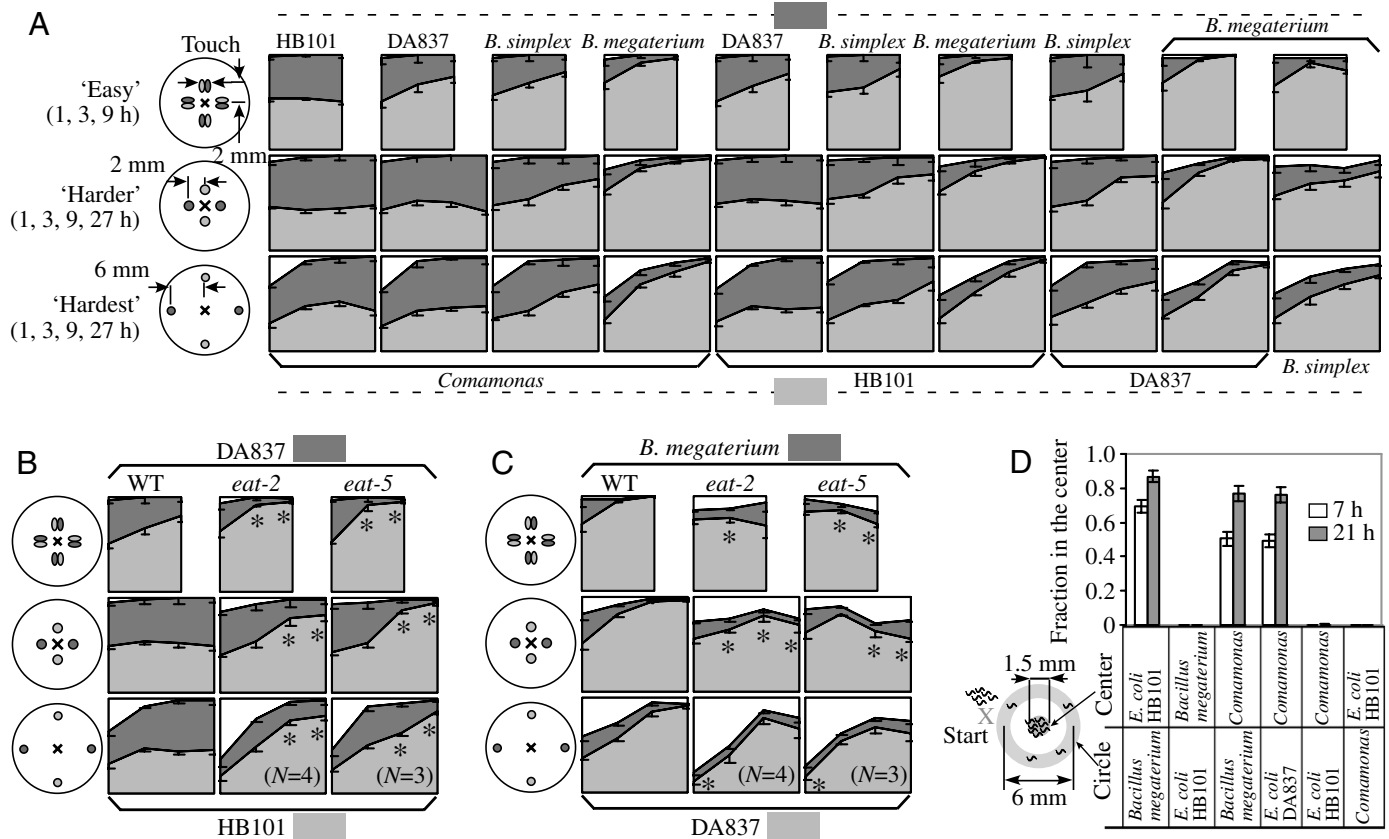 A
Touch
HB101 DA837 B. simplex B. megaterium DA837 B. simplex B. megaterium B. simplex B. megaterium
‘Easy’
(1, 3, 9 h)
2 mm
2 mm
‘Harder’
(1, 3, 9, 27 h)
6 mm
‘Hardest’
(1, 3, 9, 27 h)
Comamonas HB101 DA837 B. simplex
B
DA837
WT eat-2 eat-5
* * * *
* * * *
* * * *
(N=4) (N=3)
HB101
C
B. megaterium
WT eat-2 eat-5
* *
* * * *
*
(N=4) (N=3)
DA837
D
Fraction in the center
1.0
0.8
0.6
0.4
0.2
0
7 h
21 h
1.5 mm
X
Start
6 mm
Center
Circle
E. coli HB101
Bacillus megaterium
Comamonas
Comamonas
Comamonas
E. coli HB101
Bacillus megaterium
E. coli HB101
Bacillus megaterium
E. coli DA837
E. coli HB101
Comamonas